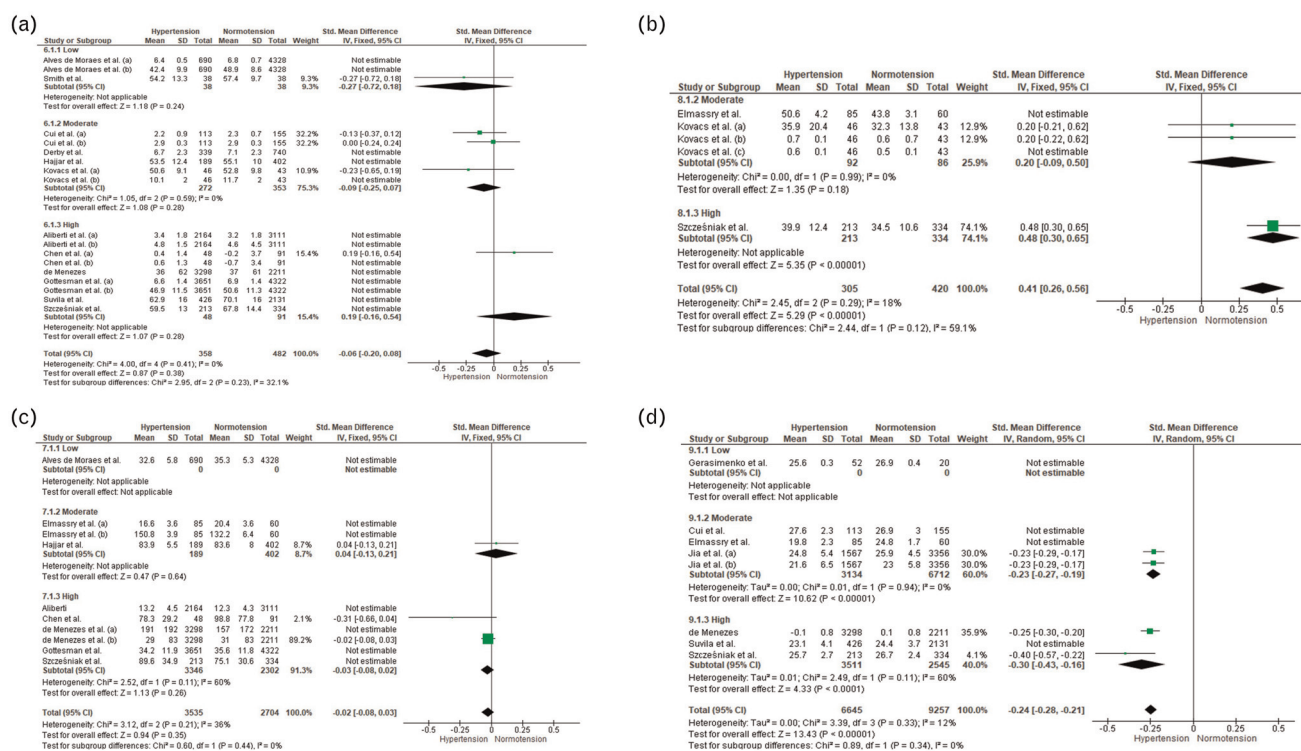 (a)
Hypertension Normotension Std. Mean Difference Std. Mean Difference
Study or Subgroup Mean SD Total Mean SD Total Weight IV, Fixed, 95% CI IV, Fixed, 95% CI
6.1.1 Low
Alves de Moraes et al. (a) 6.4 0.5 690 6.8 0.7 4328 Not estimable
Alves de Moraes et al. (b) 42.4 9.9 690 48.9 8.6 4328 Not estimable
Smith et al. 54.2 13.3 38 57.4 9.7 38 9.3% -0.27 (-0.72, 0.18)
Subtotal (95% CI) 38 38 9.3% -0.27 (-0.72, 0.18)
Heterogeneity: Not applicable
Test for overall effect: Z = 1.18 (P = 0.24)
6.1.2 Moderate
Cui et al. (a) 2.2 0.9 113 2.3 0.7 155 32.2% -0.13 (-0.37, 0.12)
Cui et al. (b) 2.9 0.3 113 2.9 0.3 155 32.2% 0.00 (-0.24, 0.24)
Derby et al. 6.7 2.3 339 7.1 2.3 740 Not estimable
Hajjar et al. 53.5 12.4 189 55.1 10 402 Not estimable
Kovacs et al. (a) 50.6 9.1 46 52.8 9.8 43 10.9% -0.23 (-0.65, 0.19)
Kovacs et al. (b) 10.1 2 46 11.7 2 43 Not estimable
Subtotal (95% CI) 272 353 75.3% -0.09 (-0.25, 0.07)
Heterogeneity: Chi² = 1.05, df = 2 (P = 0.59); I² = 0%
Test for overall effect: Z = 1.08 (P = 0.28)
6.1.3 High
Aliberti et al. (a) 3.4 1.8 2164 3.2 1.8 3111 Not estimable
Aliberti et al. (b) 4.8 1.5 2164 4.6 4.5 3111 Not estimable
Chen et al. (a) 0.4 1.4 48 -0.2 3.7 91 15.4% 0.19 (-0.16, 0.54)
Chen et al. (b) 0.6 1.3 48 -0.7 3.4 91 Not estimable
de Menezes 36 62 3298 37 61 2211 Not estimable
Gottesman et al. (a) 6.6 1.4 3651 6.9 1.4 4322 Not estimable
Gottesman et al. (b) 46.9 11.5 3651 50.6 11.3 4322 Not estimable
Suvila et al. 62.9 16 426 70.1 16 2131 Not estimable
Szcześniak et al. 59.5 13 213 67.8 14.4 334 Not estimable
Subtotal (95% CI) 48 91 15.4% 0.19 (-0.16, 0.54)
Heterogeneity: Not applicable
Test for overall effect: Z = 1.07 (P = 0.28)
Total (95% CI) 358 482 100.0% -0.06 (-0.20, 0.08)
Heterogeneity: Chi² = 4.00, df = 4 (P = 0.41); I² = 0%
Test for overall effect: Z = 0.87 (P = 0.38)
Test for subgroup differences: Chi² = 2.95, df = 2 (P = 0.23), I² = 32.1%
-0.5 -0.25 0 0.25 0.5
Hypertension Normotension
(b)
Hypertension Normotension Std. Mean Difference Std. Mean Difference
Study or Subgroup Mean SD Total Mean SD Total Weight IV, Fixed, 95% CI IV, Fixed, 95% CI
8.1.2 Moderate
Elmassry et al. 50.6 4.2 85 43.8 3.1 60 Not estimable
Kovacs et al. (a) 35.9 20.4 46 32.3 13.8 43 12.9% 0.20 [-0.21, 0.62]
Kovacs et al. (b) 0.7 0.1 46 0.6 0.7 43 12.9% 0.20 [-0.22, 0.62]
Kovacs et al. (c) 0.6 0.1 46 0.5 0.1 43 Not estimable
Subtotal (95% CI) 92 86 25.9% 0.20 [-0.09, 0.50]
Heterogeneity: Chi² = 0.00, df = 1 (P = 0.99); I² = 0%
Test for overall effect: Z = 1.35 (P = 0.18)
8.1.3 High
Szcześniak et al. 39.9 12.4 213 34.5 10.6 334 74.1% 0.48 [0.30, 0.65]
Subtotal (95% CI) 213 334 74.1% 0.48 [0.30, 0.65]
Heterogeneity: Not applicable
Test for overall effect: Z = 5.35 (P < 0.00001)
Total (95% CI) 305 420 100.0% 0.41 [0.26, 0.56]
Heterogeneity: Chi² = 2.45, df = 2 (P = 0.29); I² = 18%
Test for overall effect: Z = 5.29 (P < 0.00001)
Test for subgroup differences: Chi² = 2.44, df = 1 (P = 0.12), I² = 59.1%
-0.5 -0.25 0 0.25 0.5
Hypertension Normotension
(c)
Hypertension Normotension Std. Mean Difference Std. Mean Difference
Study or Subgroup Mean SD Total Mean SD Total Weight IV, Fixed, 95% CI IV, Fixed, 95% CI
7.1.1 Low
Alves de Moraes et al. 32.6 5.8 690 35.3 5.3 4328 Not estimable
Subtotal (95% CI) 0 0 Not estimable
Heterogeneity: Not applicable
Test for overall effect: Not applicable
7.1.2 Moderate
Elmassry et al. (a) 16.6 3.6 85 20.4 3.6 60 Not estimable
Elmassry et al. (b) 150.8 3.9 85 132.2 6.4 60 Not estimable
Hajjar et al. 83.9 5.5 189 83.6 8 402 8.7% 0.04 (-0.13, 0.21)
Subtotal (95% CI) 189 402 8.7% 0.04 (-0.13, 0.21)
Heterogeneity: Not applicable
Test for overall effect: Z = 0.47 (P = 0.64)
7.1.3 High
Aliberti 13.2 4.5 2164 12.3 4.3 3111 Not estimable
Chen et al. 78.3 29.2 48 98.8 77.8 91 2.1% -0.31 (-0.66, 0.04)
de Menezes et al. (a) 191 192 3298 157 172 2211 Not estimable
de Menezes et al. (b) 29 83 3298 31 83 2211 89.2% -0.02 (-0.08, 0.03)
Gottesman et al. 34.2 11.9 3651 35.6 11.8 4322 Not estimable
Szcześniak et al. 89.6 34.9 213 75.1 30.6 334 Not estimable
Subtotal (95% CI) 3346 2302 91.3% -0.03 (-0.08, 0.02)
Heterogeneity: Chi² = 2.52, df = 1 (P = 0.11); I² = 60%
Test for overall effect: Z = 1.13 (P = 0.26)
Total (95% CI) 3535 2704 100.0% -0.02 (-0.08, 0.03)
Heterogeneity: Chi² = 3.12, df = 2 (P = 0.21); I² = 36%
Test for overall effect: Z = 0.94 (P = 0.35)
Test for subgroup differences: Chi² = 0.60, df = 1 (P = 0.44), I² = 0%
-0.5 -0.25 0 0.25 0.5
Hypertension Normotension
(d)
Hypertension Normotension Std. Mean Difference Std. Mean Difference
Study or Subgroup Mean SD Total Mean SD Total Weight IV, Random, 95% CI IV, Random, 95% CI
9.1.1 Low
Gerasimenko et al. 25.6 0.3 52 26.9 0.4 20 Not estimable
Subtotal (95% CI) 0 0 Not estimable
Heterogeneity: Not applicable
Test for overall effect: Not applicable
9.1.2 Moderate
Cui et al. 27.6 2.3 113 26.9 3 155 Not estimable
Elmassry et al. 19.8 2.3 85 24.8 1.7 60 Not estimable
Jia et al. (a) 24.8 5.4 1567 25.9 4.5 3356 30.0% -0.23 [-0.29, -0.17]
Jia et al. (b) 21.6 6.5 1567 23 5.8 3356 30.0% -0.23 [-0.29, -0.17]
Subtotal (95% CI) 3134 6712 60.0% -0.23 [-0.27, -0.19]
Heterogeneity: Tau² = 0.00; Chi² = 0.01, df = 1 (P = 0.94); I² = 0%
Test for overall effect: Z = 10.62 (P < 0.00001)
9.1.3 High
de Menezes -0.1 0.8 3298 0.1 0.8 2211 35.9% -0.25 [-0.30, -0.20]
Suvila et al. 23.1 4.1 426 24.4 3.7 2131 Not estimable
Szcześniak et al. 25.7 2.7 213 26.7 2.4 334 4.1% -0.40 [-0.57, -0.22]
Subtotal (95% CI) 3511 2545 40.0% -0.30 [-0.43, -0.16]
Heterogeneity: Tau² = 0.01; Chi² = 2.49, df = 1 (P = 0.11); I² = 60%
Test for overall effect: Z = 4.33 (P < 0.0001)
Total (95% CI) 6645 9257 100.0% -0.24 [-0.28, -0.21]
Heterogeneity: Tau² = 0.00; Chi² = 3.39, df = 3 (P = 0.33); I² = 12%
Test for overall effect: Z = 13.43 (P < 0.00001)
Test for subgroup differences: Chi² = 0.89, df = 1 (P = 0.34), I² = 0%
-0.5 -0.25 0 0.25 0.5
Hypertension Normotension